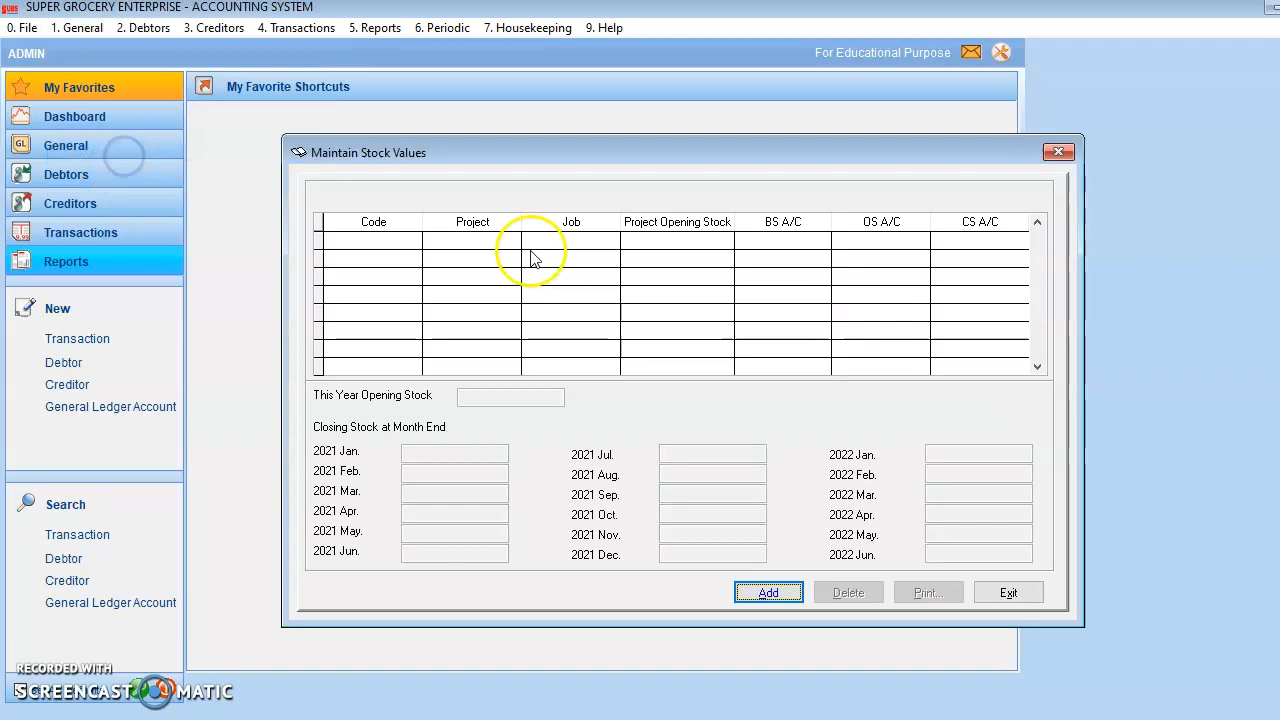 UBS
SUPER GROCERY ENTERPRISE - ACCOUNTING SYSTEM
0. File 1. General 2. Debtors 3. Creditors 4. Transactions 5. Reports 6. Periodic 7. Housekeeping 9. Help
ADMIN
For Educational Purpose
My Favorites
My Favorite Shortcuts
Dashboard
GL General
Debtors
Creditors
Transactions
Reports
New
Transaction
Debtor
Creditor
General Ledger Account
Search
Transaction
Debtor
Creditor
General Ledger Account
Maintain Stock Values
Code Project Job Project Opening Stock BS A/C OS A/C CS A/C
This Year Opening Stock
Closing Stock at Month End
2021 Jan. 2021 Jul. 2022 Jan.
2021 Feb. 2021 Aug. 2022 Feb.
2021 Mar. 2021 Sep. 2022 Mar.
2021 Apr. 2021 Oct. 2022 Apr.
2021 May. 2021 Nov. 2022 May.
2021 Jun. 2021 Dec. 2022 Jun.
Add Delete Print... Exit
RECORDED WITH
SCREENCAST MATIC